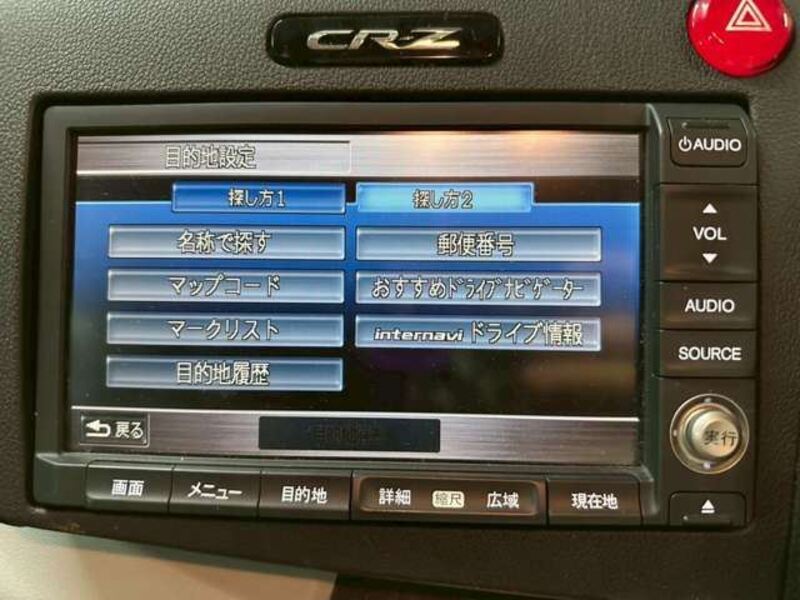 CR-Z
目的地設定
探し方1 探し方2
名称で探す 郵便番号
マップコード おすすめドライブナビゲーター
マークリスト internavi ドライブ情報
目的地履歴
戻る
画面 メニュー 目的地 詳細 縮尺 広域 現在地
AUDIO
VOL
AUDIO
SOURCE
実行